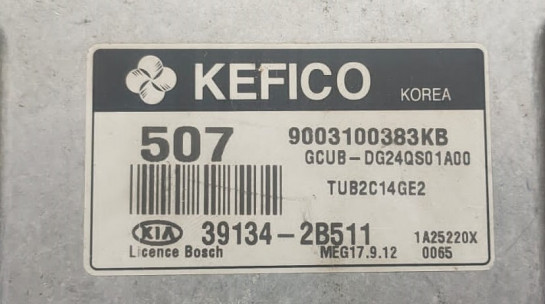 KEFICO KOREA
507 9003100383KB
GCUB-DG24QS01A00
TUB2C14GE2
KIA 39134-2B511 1A25220X
Licence Bosch MEG17.9.12 0065